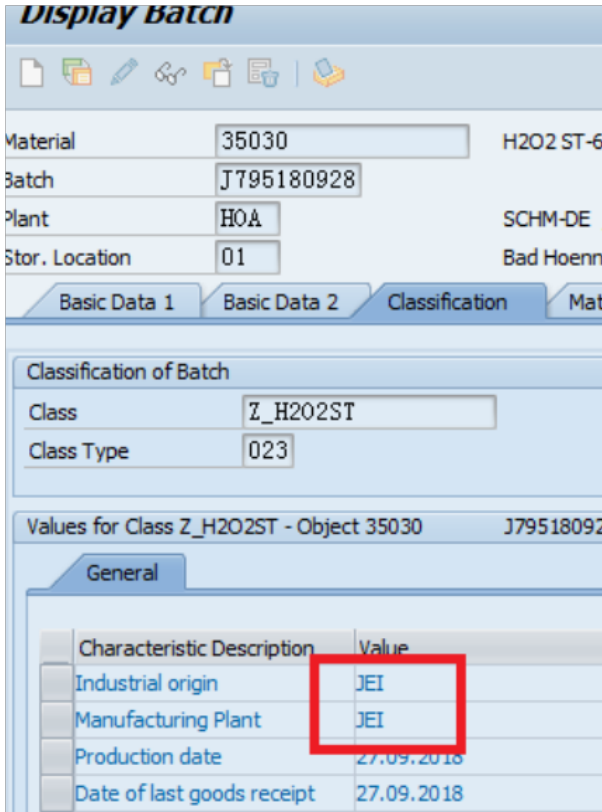 Display Batch
Material 35030 H2O2 ST-6
Batch J795180928
Plant HOA SCHM-DE
Stor. Location 01 Bad Hoenn
Basic Data 1 Basic Data 2 Classification Mat
Classification of Batch
Class Z_H2O2ST
Class Type 023
Values for Class Z_H2O2ST - Object 35030 J79518092
General
Characteristic Description Value
Industrial origin JEI
Manufacturing Plant JEI
Production date 27.09.2018
Date of last goods receipt 27.09.2018